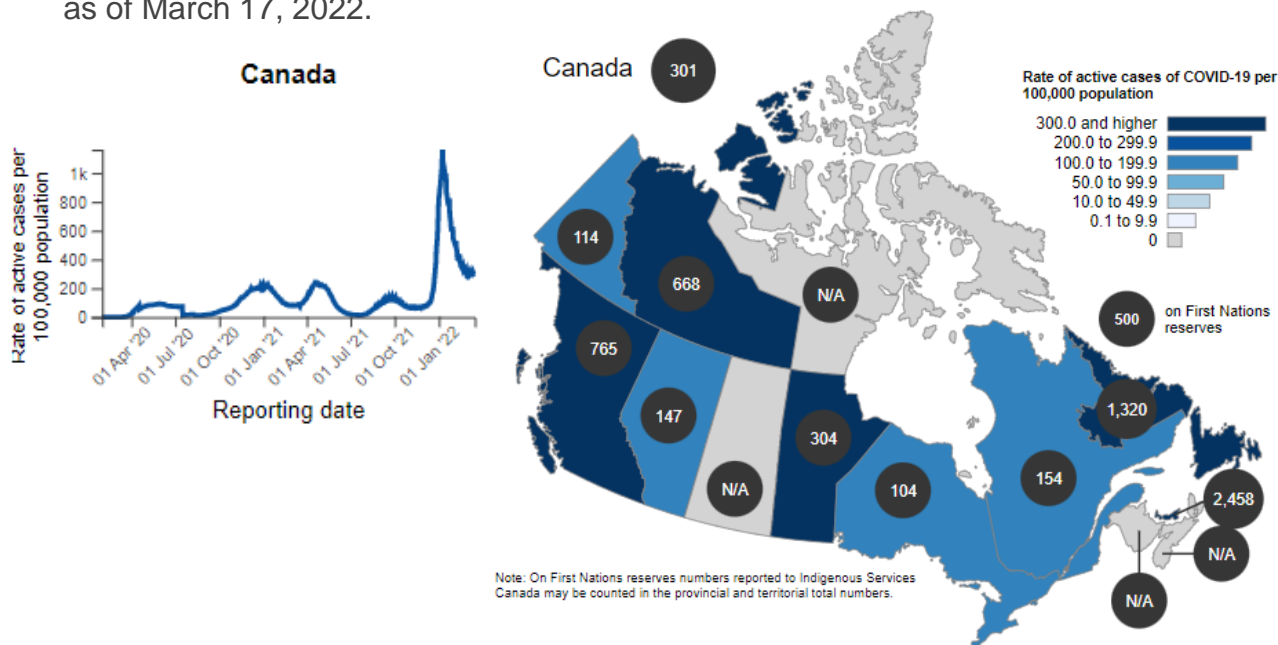 as of March 17, 2022.
Canada
Rate of active cases per
100,000 population
1k
800
600
400
200
0
01 Apr '20
01 Jul '20
01 Oct '20
01 Jan '21
01 Apr '21
01 Jul '21
01 Oct '21
01 Jan '22
Reporting date
Canada
301
Rate of active cases of COVID-19 per
100,000 population
300.0 and higher
200.0 to 299.9
100.0 to 199.9
50.0 to 99.9
10.0 to 49.9
0.1 to 9.9
0
114
668
N/A
500
on First Nations
reserves
765
147
N/A
304
104
154
1,320
2,458
N/A
N/A
Note: On First Nations reserves numbers reported to Indigenous Services
Canada may be counted in the provincial and territorial total numbers.